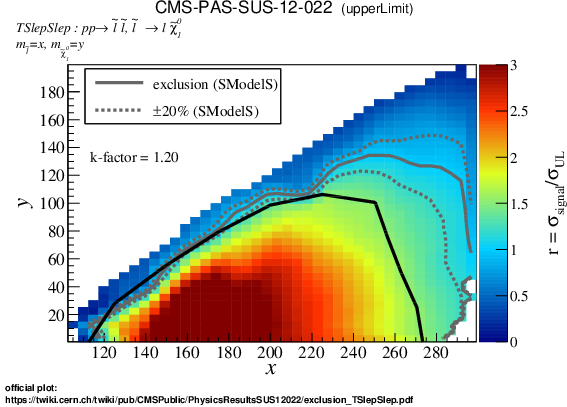 CMS-PAS-SUS-12-022 (upperLimit)
TSlepSlep : pp→ l̃ l̃, l̃ → l χ̃₁⁰
m_l̃=x, m_χ̃₁⁰=y
exclusion (SModelS)
±20% (SModelS)
k-factor = 1.20
y
180
160
140
120
100
80
60
40
20
120 140 160 180 200 220 240 260 280
x
3
2.5
2
1.5
1
0.5
0
r = σ_signal/σ_UL
official plot:
https://twiki.cern.ch/twiki/pub/CMSPublic/PhysicsResultsSUS12022/exclusion_TSlepSlep.pdf